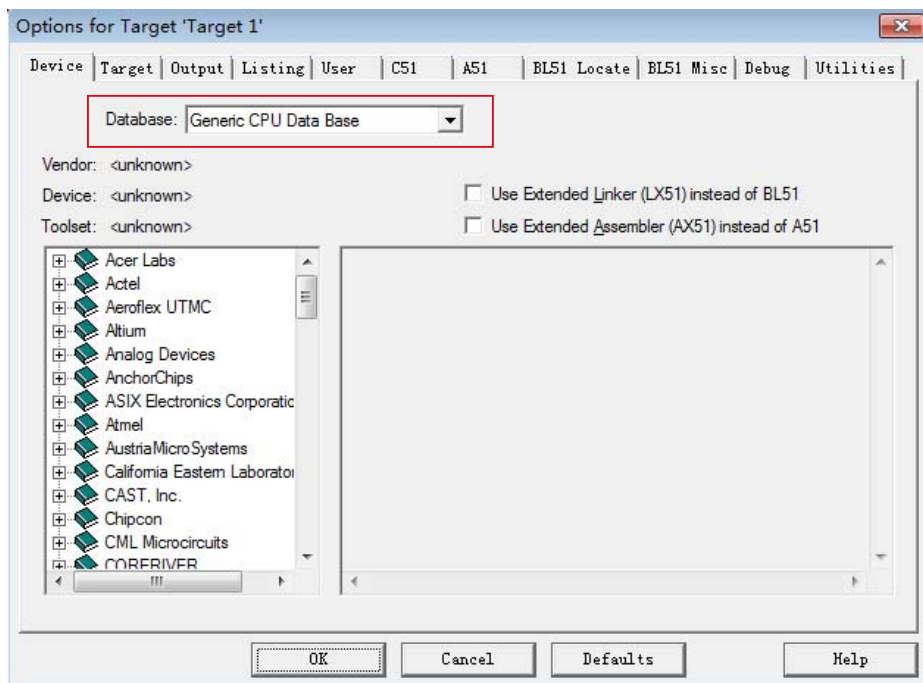 Options for Target 'Target 1'
Device Target Output Listing User C51 A51 BL51 Locate BL51 Misc Debug Utilities
Database: Generic CPU Data Base
Vendor: <unknown>
Device: <unknown>
Use Extended Linker (LX51) instead of BL51
Toolset: <unknown>
Use Extended Assembler (AX51) instead of A51
Acer Labs
Actel
Aeroflex UTMC
Altium
Analog Devices
AnchorChips
ASIX Electronics Corporatic
Atmel
AustriaMicroSystems
California Eastern Laborator
CAST, Inc.
Chipcon
CML Microcircuits
CORERIVER
OK Cancel Defaults Help